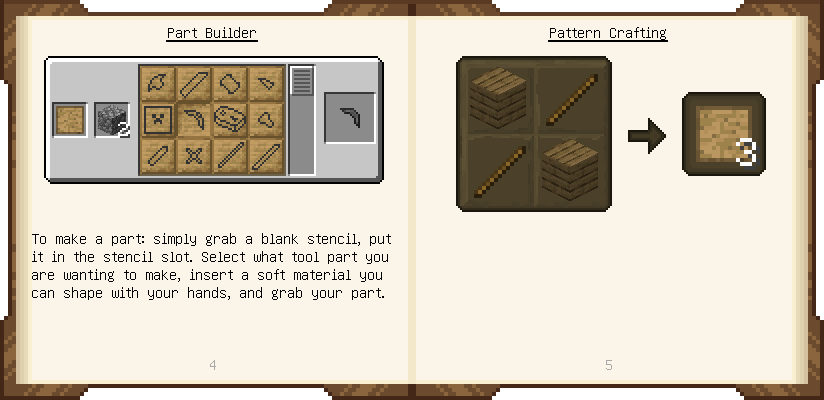 Part Builder
2
To make a part: simply grab a blank stencil, put
it in the stencil slot. Select what tool part you
are wanting to make, insert a soft material you
can shape with your hands, and grab your part.
4
Pattern Crafting
3
5